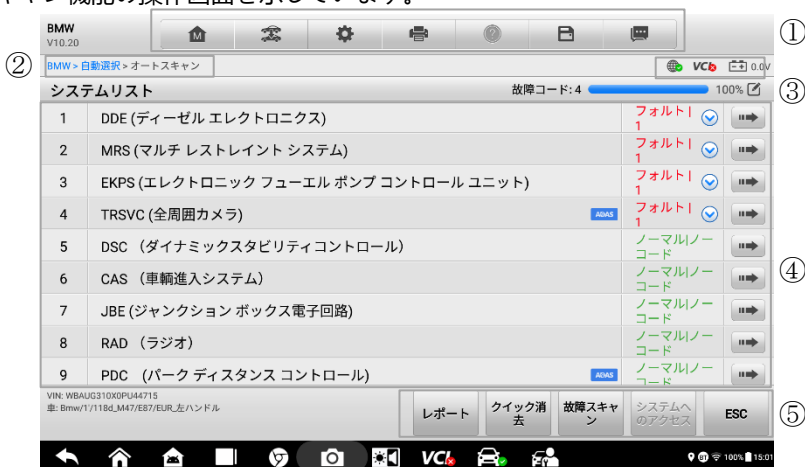 キャン機能の操作画面を示しています。
BMW
V10.20
①
② BMW > 自動選択 > オートスキャン VCI 0.0V
システムリスト 故障コード: 4 100% ③
1 DDE (ディーゼル エレクトロニクス) フォルト | 1
2 MRS (マルチ レストレイント システム) フォルト | 1
3 EKPS (エレクトロニック フューエル ポンプ コントロール ユニット) フォルト | 1
4 TRSVC (全周囲カメラ) ADAS フォルト | 1
5 DSC （ダイナミックスタビリティコントロール） ノーマル|ノーコード
6 CAS （車輌進入システム） ノーマル|ノーコード ④
7 JBE (ジャンクション ボックス電子回路) ノーマル|ノーコード
8 RAD （ラジオ） ノーマル|ノーコード
9 PDC （パーク ディスタンス コントロール) ADAS ノーマル|ノーコード
VIN: WBAUG310X0PU44715
車: Bmw/1'/118d_M47/E87/EUR_左ハンドル
レポート クイック消去 故障スキャン システムへのアクセス ESC ⑤
VCI 100% 15:01